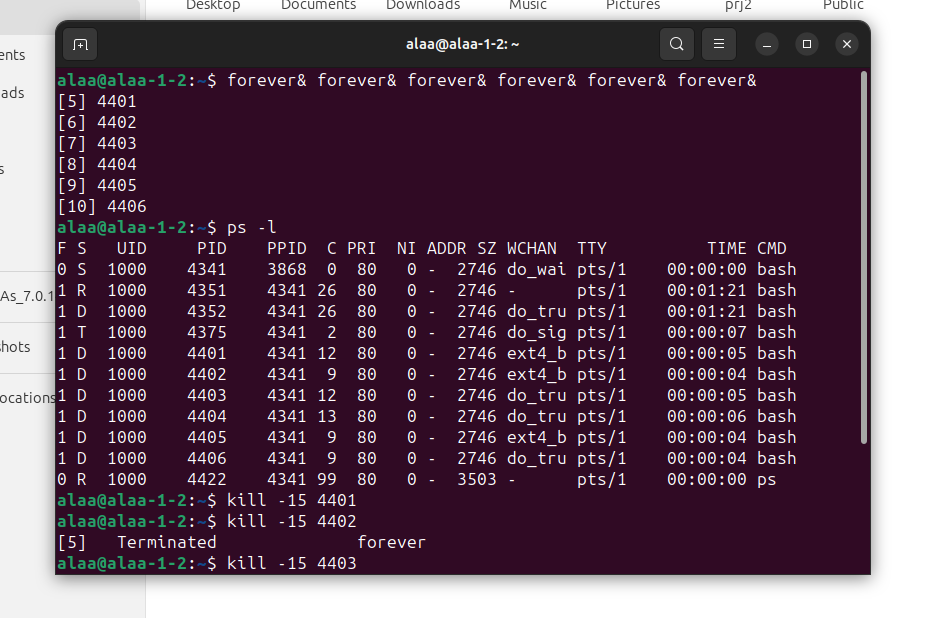 Desktop Documents Downloads Music Pictures prj2 Public
alaa@alaa-1-2: ~
ents
ads
s
As_7.0.1
hots
ocations
alaa@alaa-1-2:~$ forever& forever& forever& forever& forever& forever&
[5] 4401
[6] 4402
[7] 4403
[8] 4404
[9] 4405
[10] 4406
alaa@alaa-1-2:~$ ps -l
F S   UID     PID    PPID  C PRI  NI ADDR SZ WCHAN  TTY          TIME CMD
0 S  1000    4341    3868  0  80   0 -  2746 do_wai pts/1    00:00:00 bash
1 R  1000    4351    4341 26  80   0 -  2746 -      pts/1    00:01:21 bash
1 D  1000    4352    4341 26  80   0 -  2746 do_tru pts/1    00:01:21 bash
1 T  1000    4375    4341  2  80   0 -  2746 do_sig pts/1    00:00:07 bash
1 D  1000    4401    4341 12  80   0 -  2746 ext4_b pts/1    00:00:05 bash
1 D  1000    4402    4341  9  80   0 -  2746 ext4_b pts/1    00:00:04 bash
1 D  1000    4403    4341 12  80   0 -  2746 do_tru pts/1    00:00:05 bash
1 D  1000    4404    4341 13  80   0 -  2746 do_tru pts/1    00:00:06 bash
1 D  1000    4405    4341  9  80   0 -  2746 ext4_b pts/1    00:00:04 bash
1 D  1000    4406    4341  9  80   0 -  2746 do_tru pts/1    00:00:04 bash
0 R  1000    4422    4341 99  80   0 -  3503 -      pts/1    00:00:00 ps
alaa@alaa-1-2:~$ kill -15 4401
alaa@alaa-1-2:~$ kill -15 4402
[5]   Terminated              forever
alaa@alaa-1-2:~$ kill -15 4403